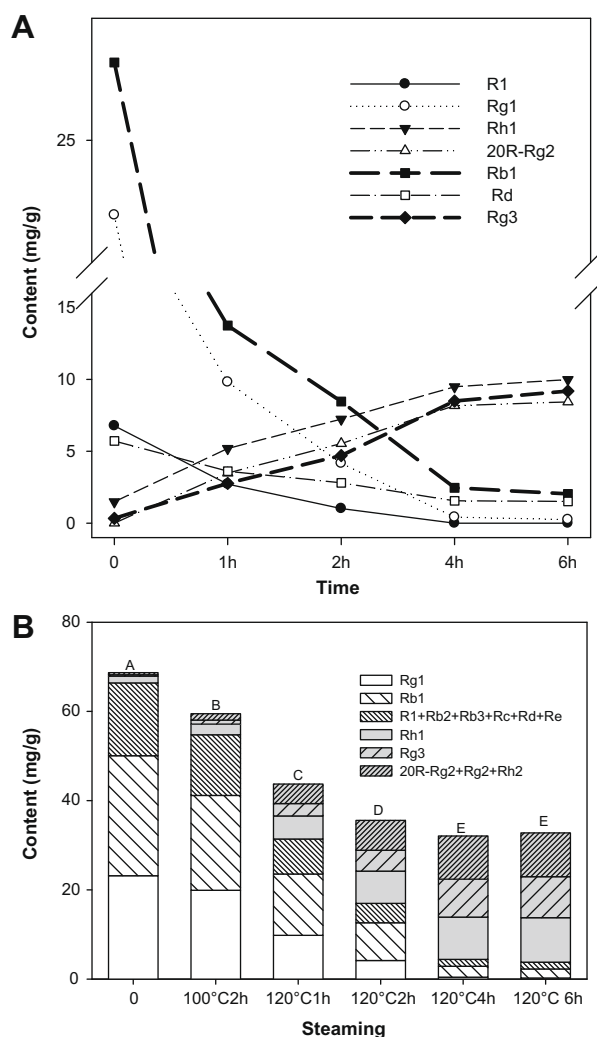 A
25
15
10
5
0
Content (mg/g)
R1
Rg1
Rh1
20R-Rg2
Rb1
Rd
Rg3
0 1h 2h 4h 6h
Time
B
80
60
40
20
0
Content (mg/g)
A
B
C
D
E
E
Rg1
Rb1
R1+Rb2+Rb3+Rc+Rd+Re
Rh1
Rg3
20R-Rg2+Rg2+Rh2
0 100°C2h 120°C1h 120°C2h 120°C4h 120°C 6h
Steaming